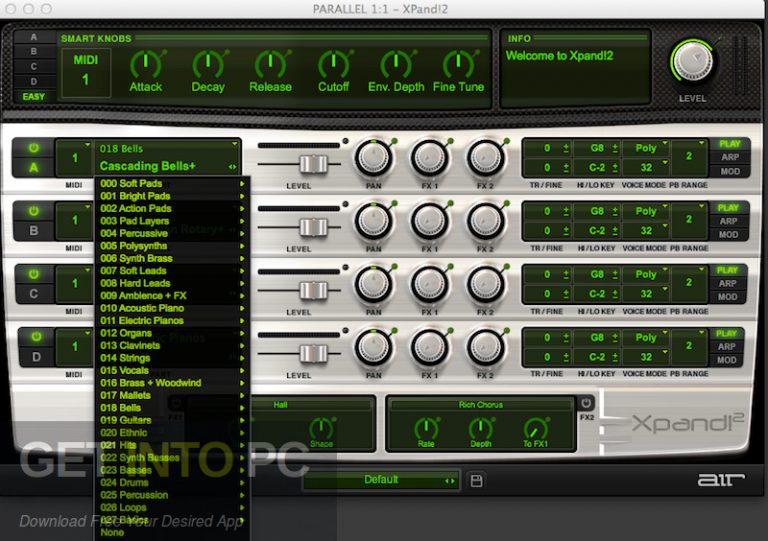 PARALLEL 1:1 - XPand!2
A
B
C
D
EASY
SMART KNOBS
MIDI
1
Attack
Decay
Release
Cutoff
Env. Depth
Fine Tune
INFO
Welcome to Xpand!2
LEVEL
A
1
MIDI
018 Bells
Cascading Bells+
LEVEL
PAN
FX 1
FX 2
0 ± G8 ± Poly
0 ± C-2 ± 32
2
TR / FINE HI / LO KEY VOICE MODE PB RANGE
PLAY
ARP
MOD
B
1
MIDI
Rotary+
LEVEL
PAN
FX 1
FX 2
0 ± G8 ± Poly
0 ± C-2 ± 32
2
TR / FINE HI / LO KEY VOICE MODE PB RANGE
PLAY
ARP
MOD
C
1
MIDI
LEVEL
PAN
FX 1
FX 2
0 ± G8 ± Poly
0 ± C-2 ± 32
2
TR / FINE HI / LO KEY VOICE MODE PB RANGE
PLAY
ARP
MOD
D
1
MIDI
LEVEL
PAN
FX 1
FX 2
0 ± G8 ± Poly
0 ± C-2 ± 32
2
TR / FINE HI / LO KEY VOICE MODE PB RANGE
PLAY
ARP
MOD
000 Soft Pads
001 Bright Pads
002 Action Pads
003 Pad Layers
004 Percussive
005 Polysynths
006 Synth Brass
007 Soft Leads
008 Hard Leads
009 Ambience + FX
010 Acoustic Piano
011 Electric Pianos
012 Organs
013 Clavinets
014 Strings
015 Vocals
016 Brass + Woodwind
017 Mallets
018 Bells
019 Guitars
020 Ethnic
021 Hits
022 Synth Basses
023 Basses
024 Drums
025 Percussion
026 Loops
027 Basics
None
FX1
Hall
Shape
Rich Chorus
Rate
Depth
To FX1
FX2
Xpand!2
Default
air
GET INTO PC
Download Free Your Desired App